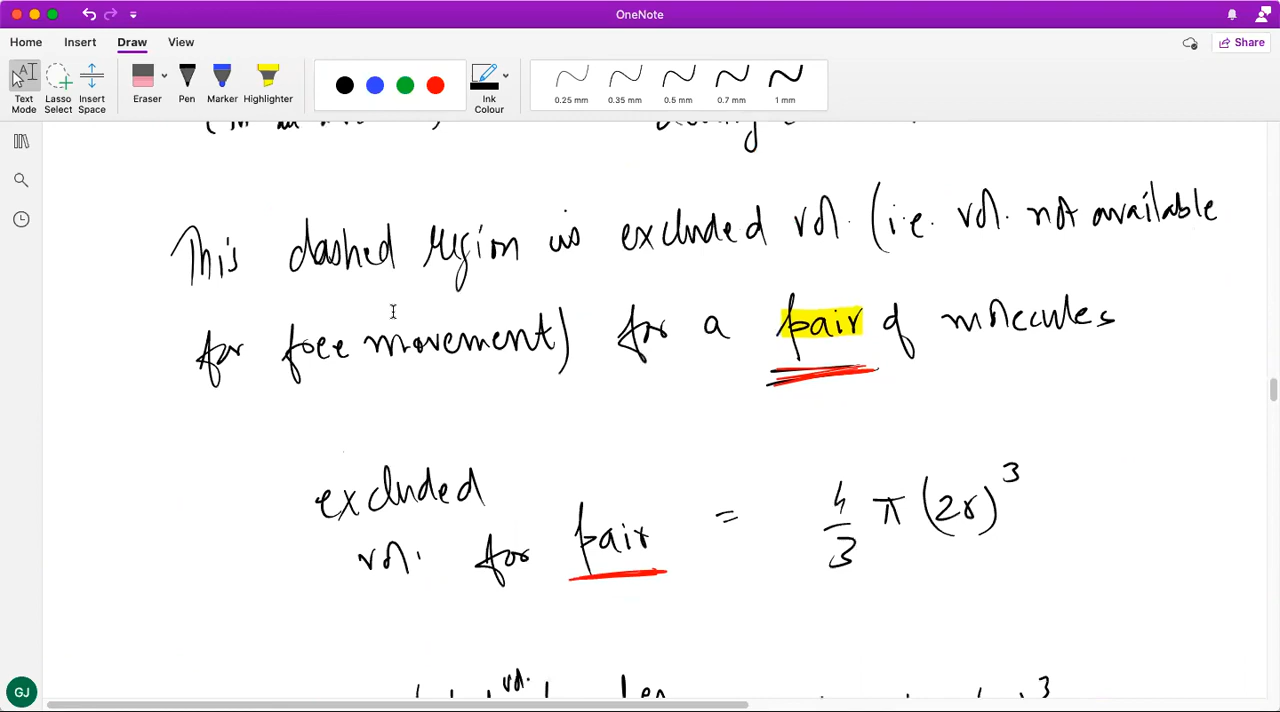 OneNote
Home Insert Draw View
Share
Text Mode
Lasso Select
Insert Space
Eraser
Pen
Marker
Highlighter
Ink Colour
0.25 mm 0.35 mm 0.5 mm 0.7 mm 1 mm
This dashed region is excluded vol. (i.e. vol. not available
for free movement) for a pair of molecules
excluded
vol. for pair = 4/3 π (2r)³
vol.
GJ